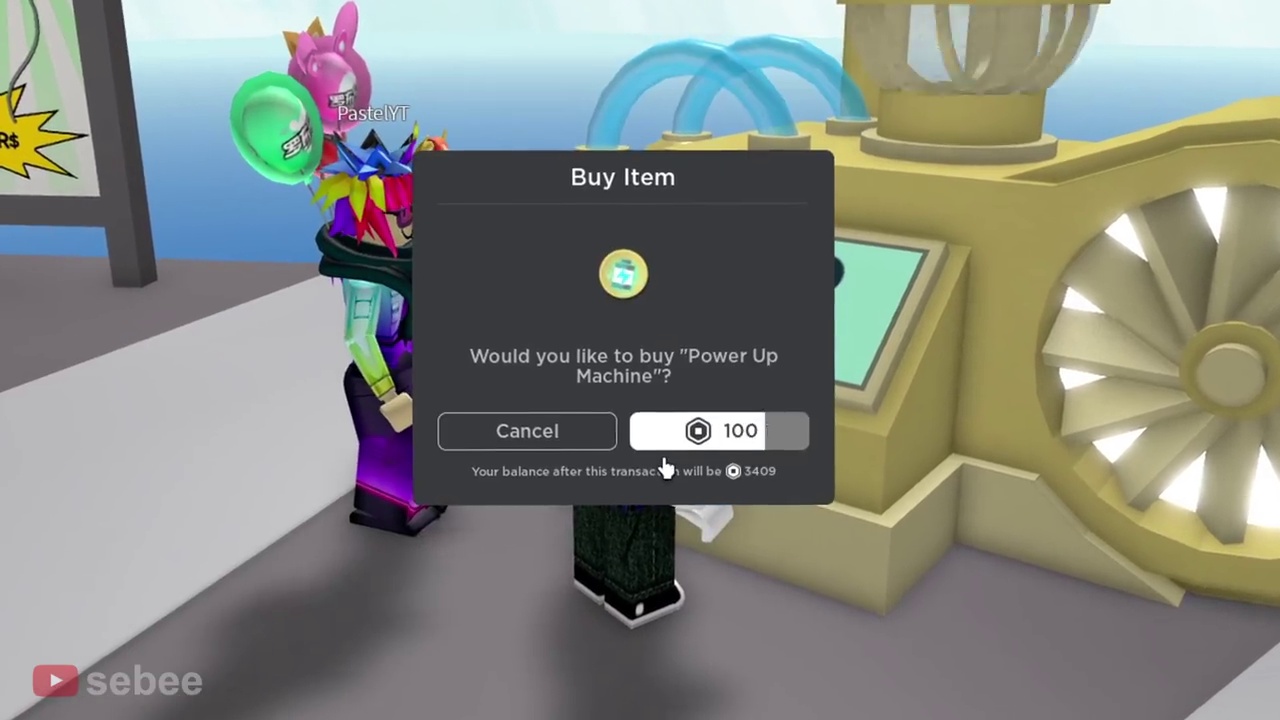 R$
PastelYT
Buy Item
Would you like to buy "Power Up
Machine"?
Cancel
100
Your balance after this transac n will be 3409
sebee